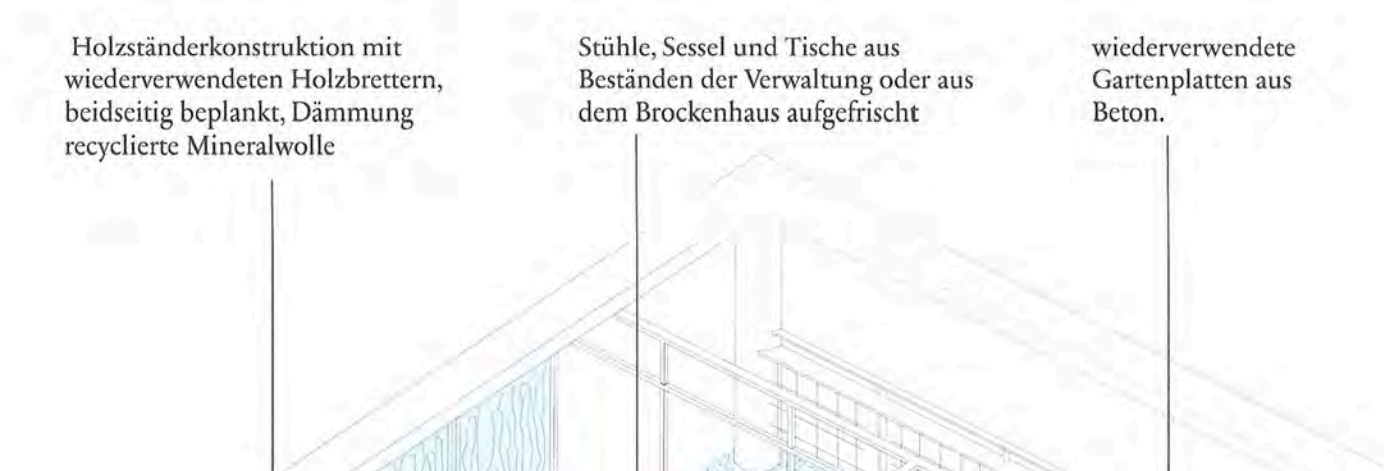 Holzständerkonstruktion mit
wiederverwendeten Holzbrettern,
beidseitig beplankt, Dämmung
recyclierte Mineralwolle
Stühle, Sessel und Tische aus
Beständen der Verwaltung oder aus
dem Brockenhaus aufgefrischt
wiederverwendete
Gartenplatten aus
Beton.